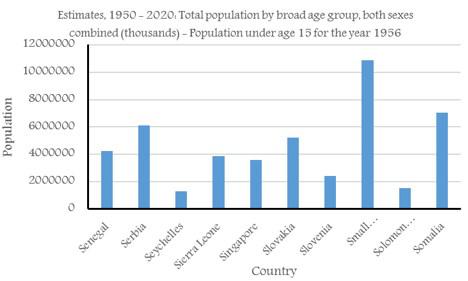 Estimates, 1950 - 2020: Total population by broad age group, both sexes
combined (thousands) - Population under age 15 for the year 1956
12000000
10000000
8000000
6000000
4000000
2000000
0
Population
Senegal
Serbia
Seychelles
Sierra Leone
Singapore
Slovakia
Slovenia
Small...
Solomon...
Somalia
Country